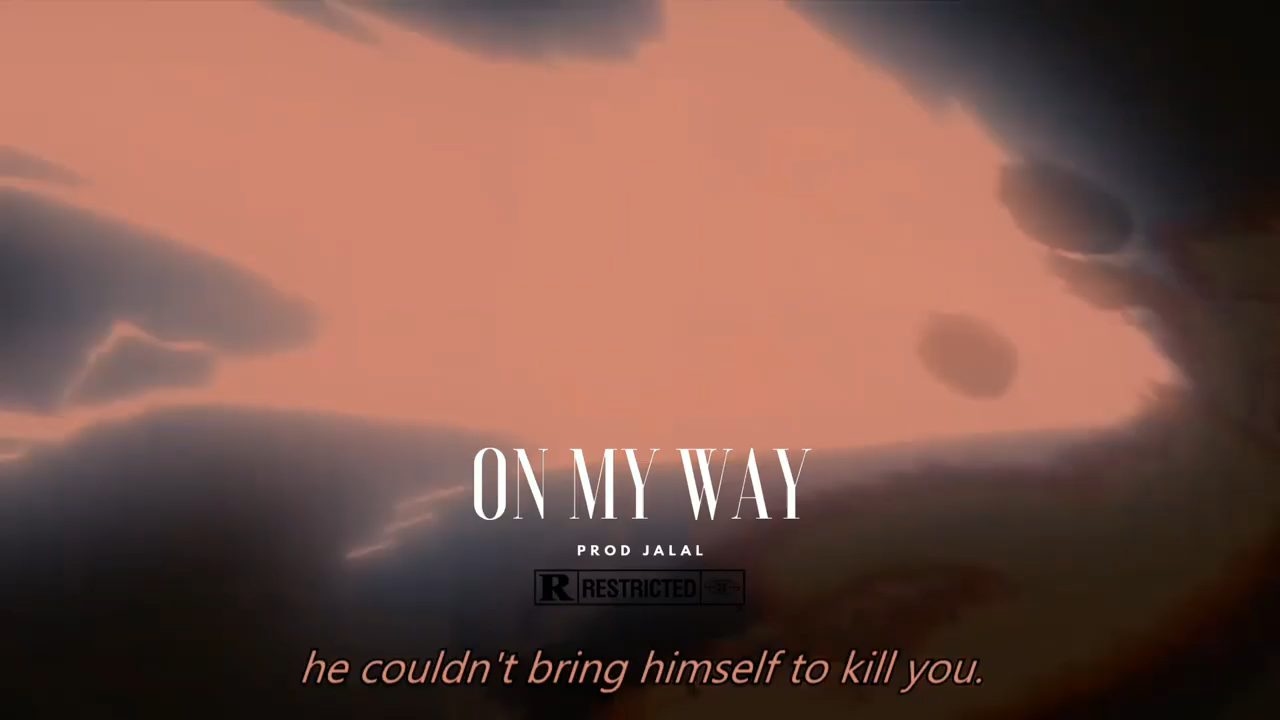 ON MY WAY
PROD JALAL
R RESTRICTED
he couldn't bring himself to kill you.